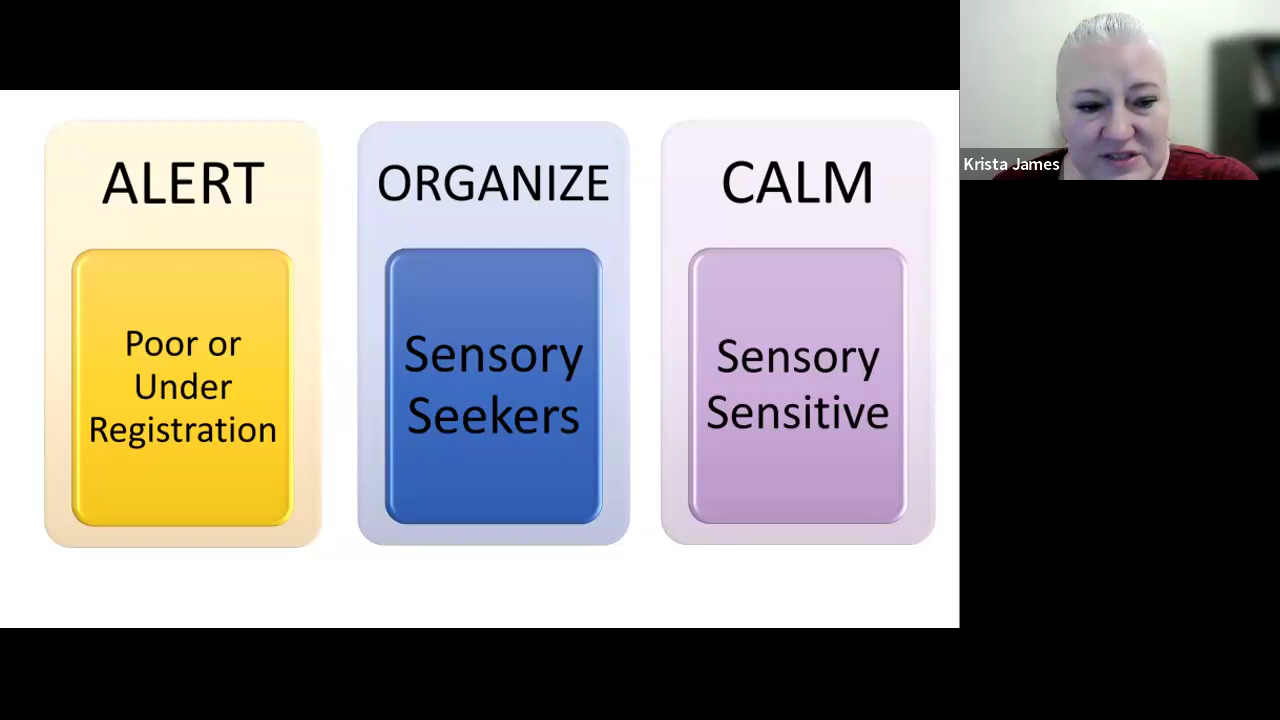 ALERT
Poor or
Under
Registration
ORGANIZE
Sensory
Seekers
CALM
Sensory
Sensitive
Krista James